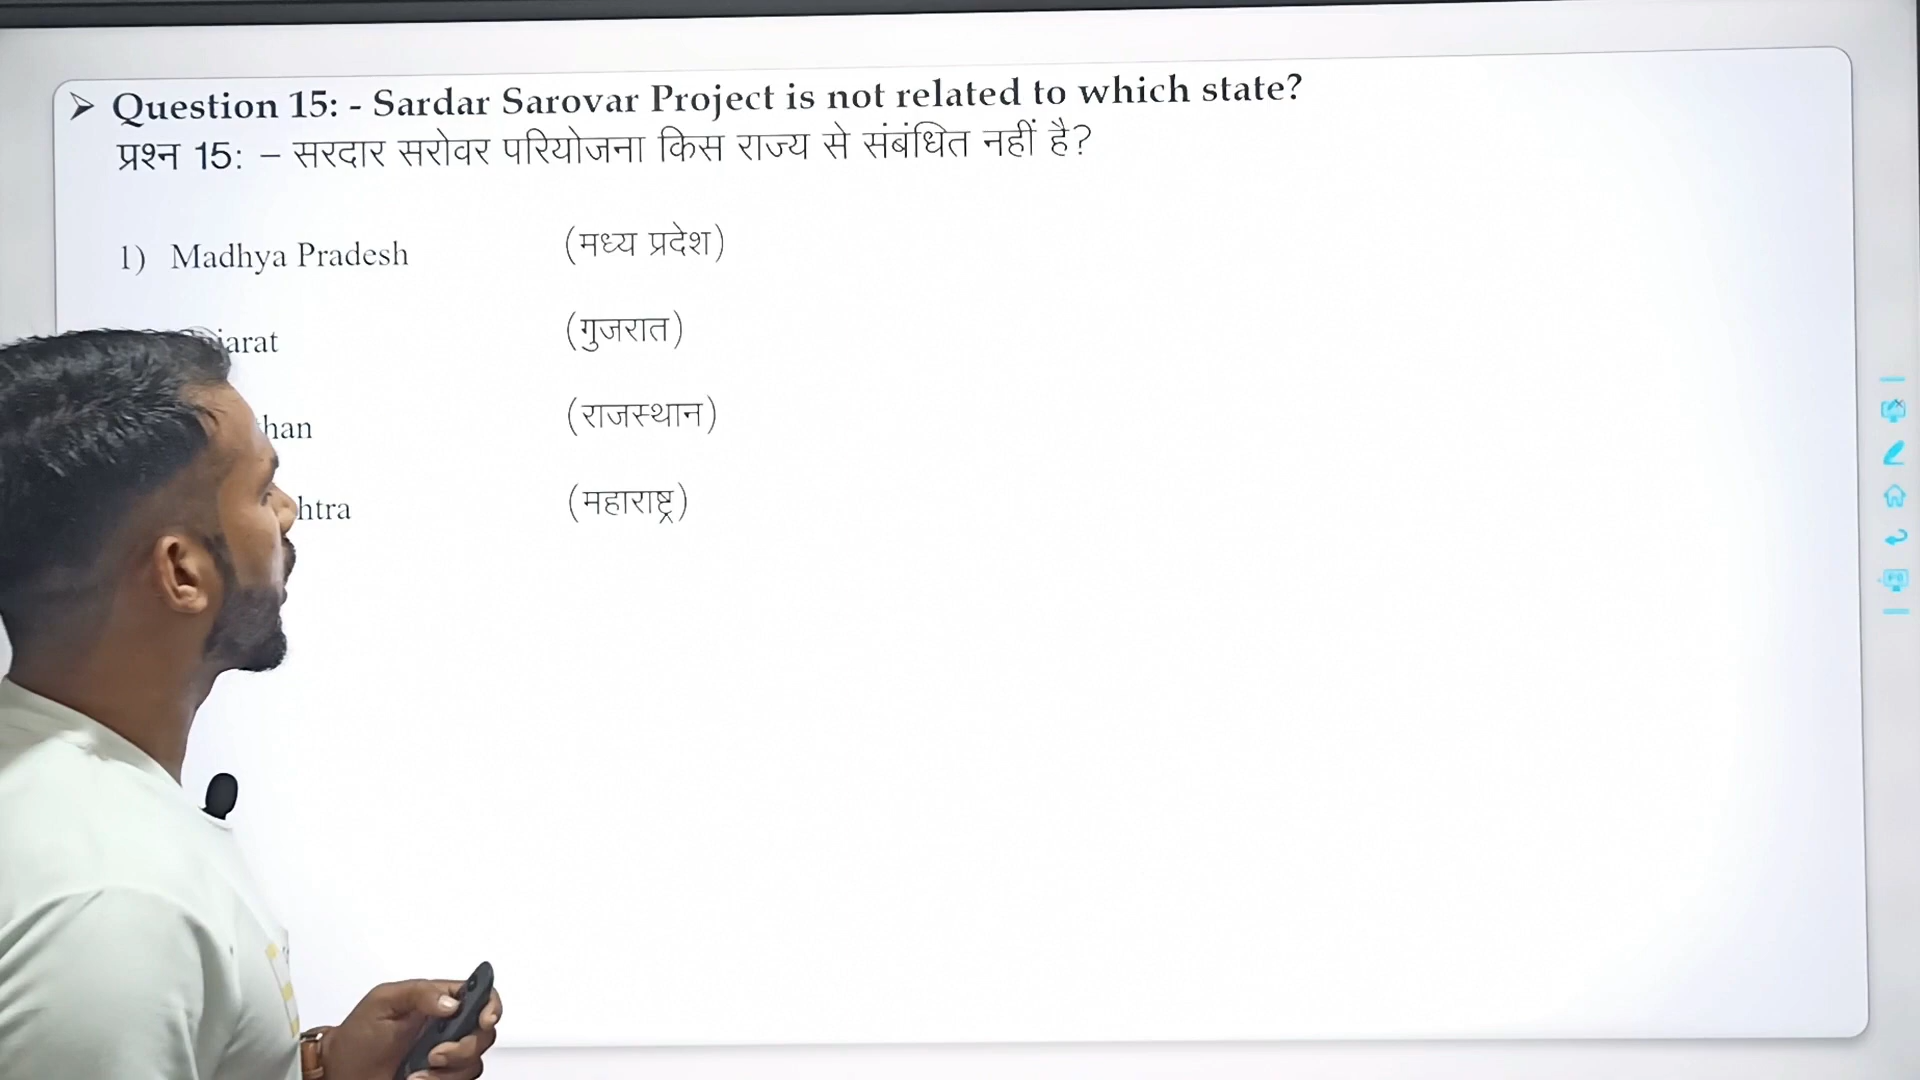 ➤ Question 15: - Sardar Sarovar Project is not related to which state?
प्रश्न 15: – सरदार सरोवर परियोजना किस राज्य से संबंधित नहीं है?
1) Madhya Pradesh (मध्य प्रदेश)
jarat (गुजरात)
han (राजस्थान)
htra (महाराष्ट्र)